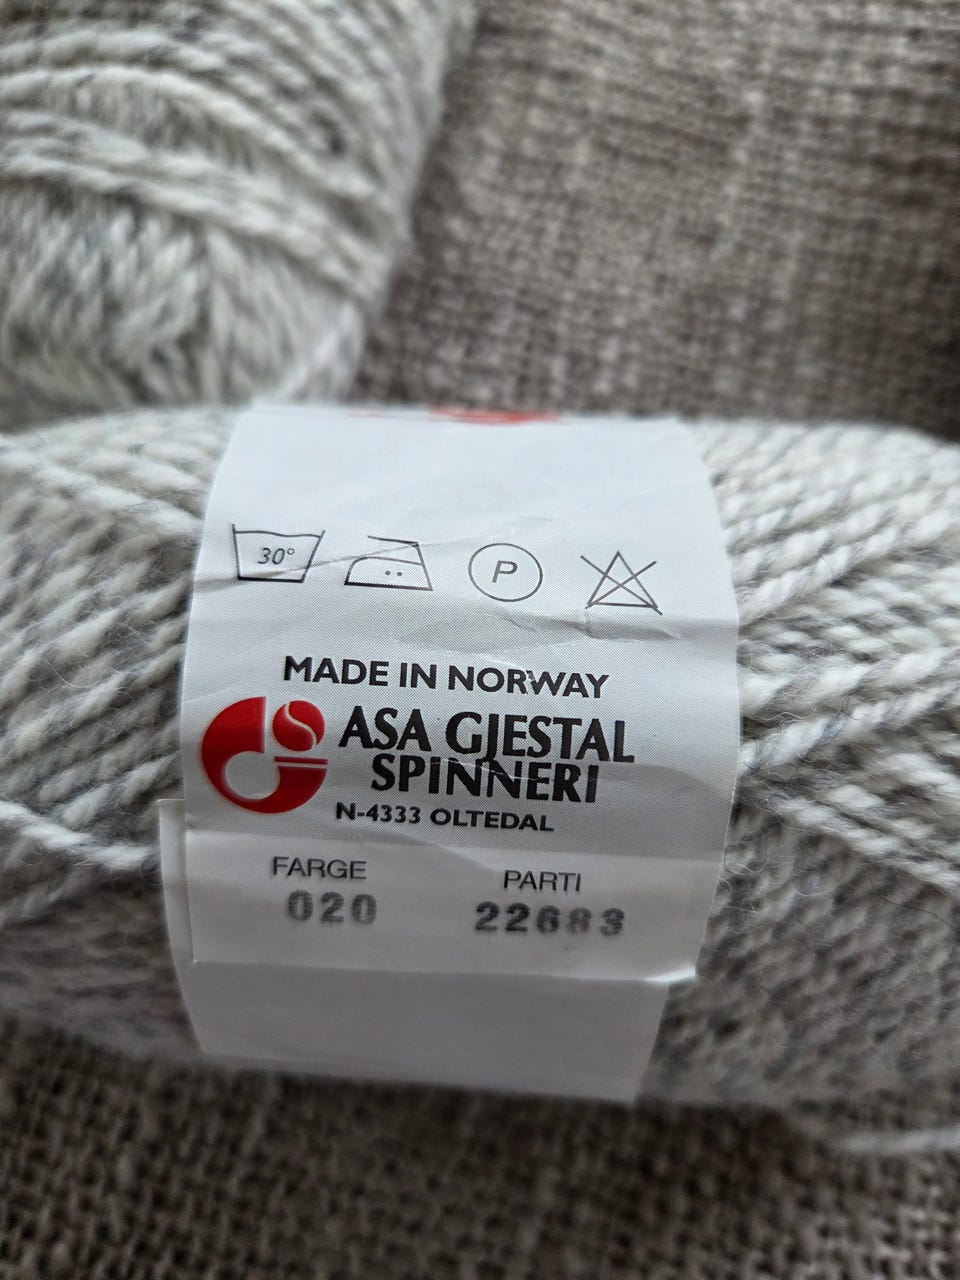 30°
P
MADE IN NORWAY
ASA GJESTAL
SPINNERI
N-4333 OLTEDAL
FARGE PARTI
020 22683